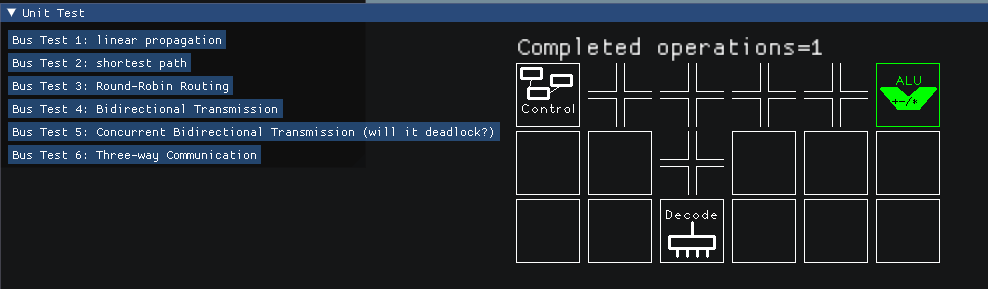 Unit Test
Bus Test 1: linear propagation
Bus Test 2: shortest path
Bus Test 3: Round-Robin Routing
Bus Test 4: Bidirectional Transmission
Bus Test 5: Concurrent Bidirectional Transmission (will it deadlock?)
Bus Test 6: Three-way Communication
Completed operations=1
Control
ALU
+-/*
Decode